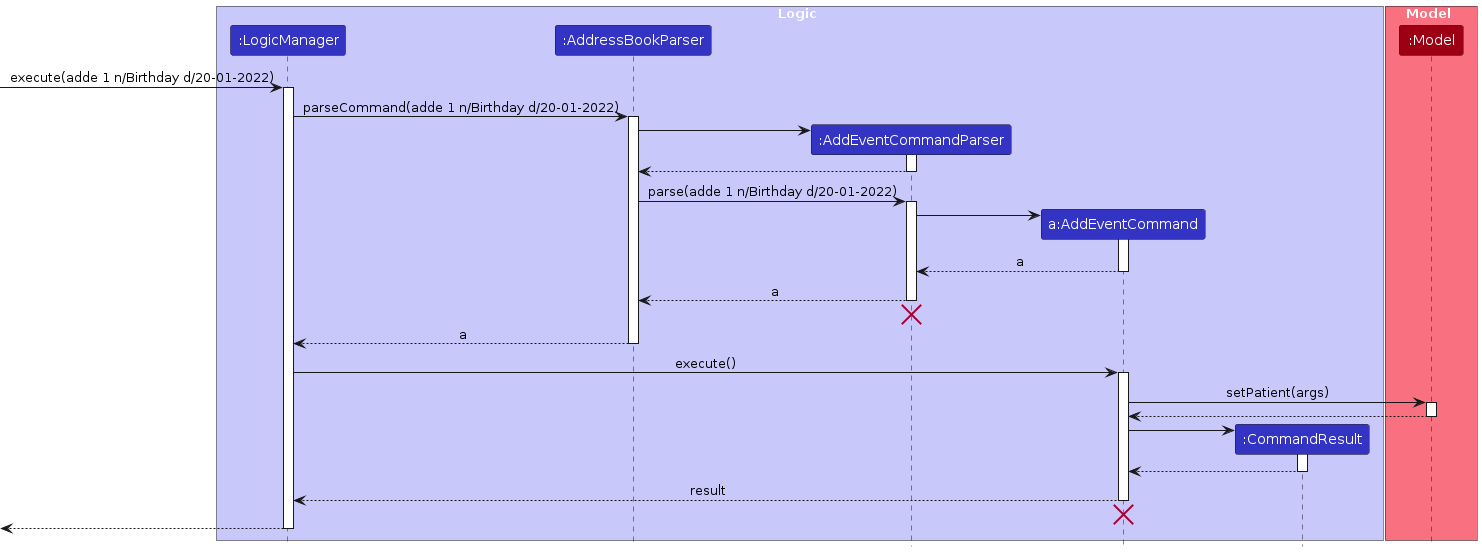 Logic
Model
:LogicManager
:AddressBookParser
:Model
execute(adde 1 n/Birthday d/20-01-2022)
parseCommand(adde 1 n/Birthday d/20-01-2022)
:AddEventCommandParser
parse(adde 1 n/Birthday d/20-01-2022)
a:AddEventCommand
a
a
a
execute()
setPatient(args)
:CommandResult
result